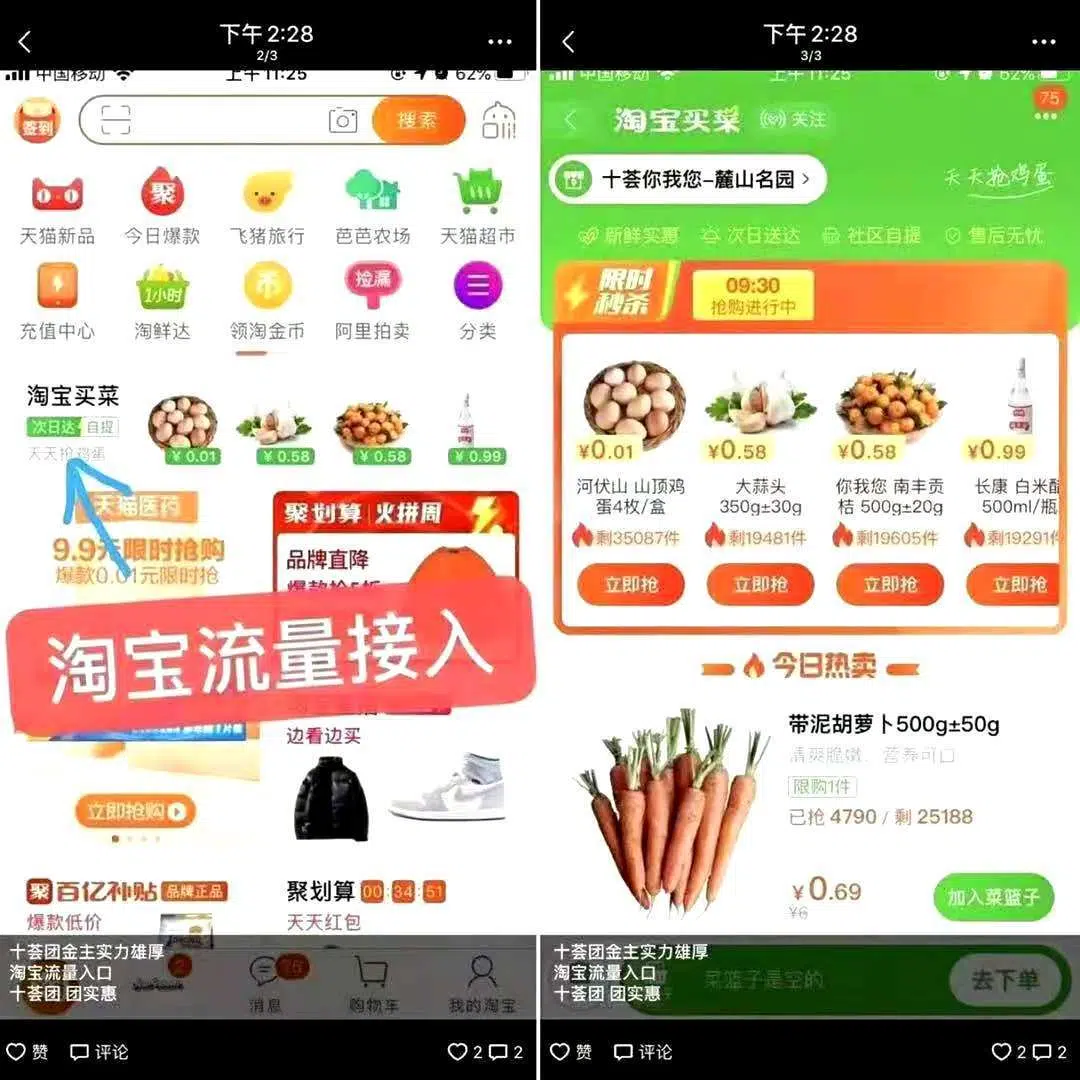 下午2:28
2/3
中国移动
上午11:25
62%
签到
搜索
天猫新品
今日爆款
飞猪旅行
芭芭农场
天猫超市
聚
充值中心
淘鲜达
领淘金币
阿里拍卖
分类
1小时
币
捡漏
淘宝买菜
次日达 自提
天天抢鸡蛋
¥0.01
¥0.58
¥0.58
¥0.99
天猫医药
9.9元限时抢购
爆款0.01元限时抢
聚划算 火拼周
品牌直降
淘宝流量接入
边看边买
立即抢购
聚百亿补贴 品牌正品
爆款低价
聚划算 00:34:51
天天红包
十荟团金主实力雄厚
淘宝流量入口
十荟团 团实惠
消息
购物车
我的淘宝
赞
评论
2
2
下午2:28
3/3
中国移动
上午11:25
62%
淘宝买菜
关注
75
十荟你我您-麓山名园
天天抢鸡蛋
新鲜实惠
次日送达
社区自提
售后无忧
限时
秒杀
09:30
抢购进行中
¥0.01
¥0.58
¥0.58
¥0.99
河伏山 山顶鸡
蛋4枚/盒
大蒜头
350g±30g
你我您 南丰贡
桔 500g±20g
长康 白米醋
500ml/瓶
剩35087件
剩19481件
剩19605件
剩19291件
立即抢
立即抢
立即抢
立即抢
今日热卖
带泥胡萝卜500g±50g
清爽脆嫩、营养可口
限购1件
已抢 4790 / 剩 25188
¥0.69
¥6
加入菜篮子
十荟团金主实力雄厚
淘宝流量入口
十荟团 团实惠
菜篮子是空的
去下单
赞
评论
2
2